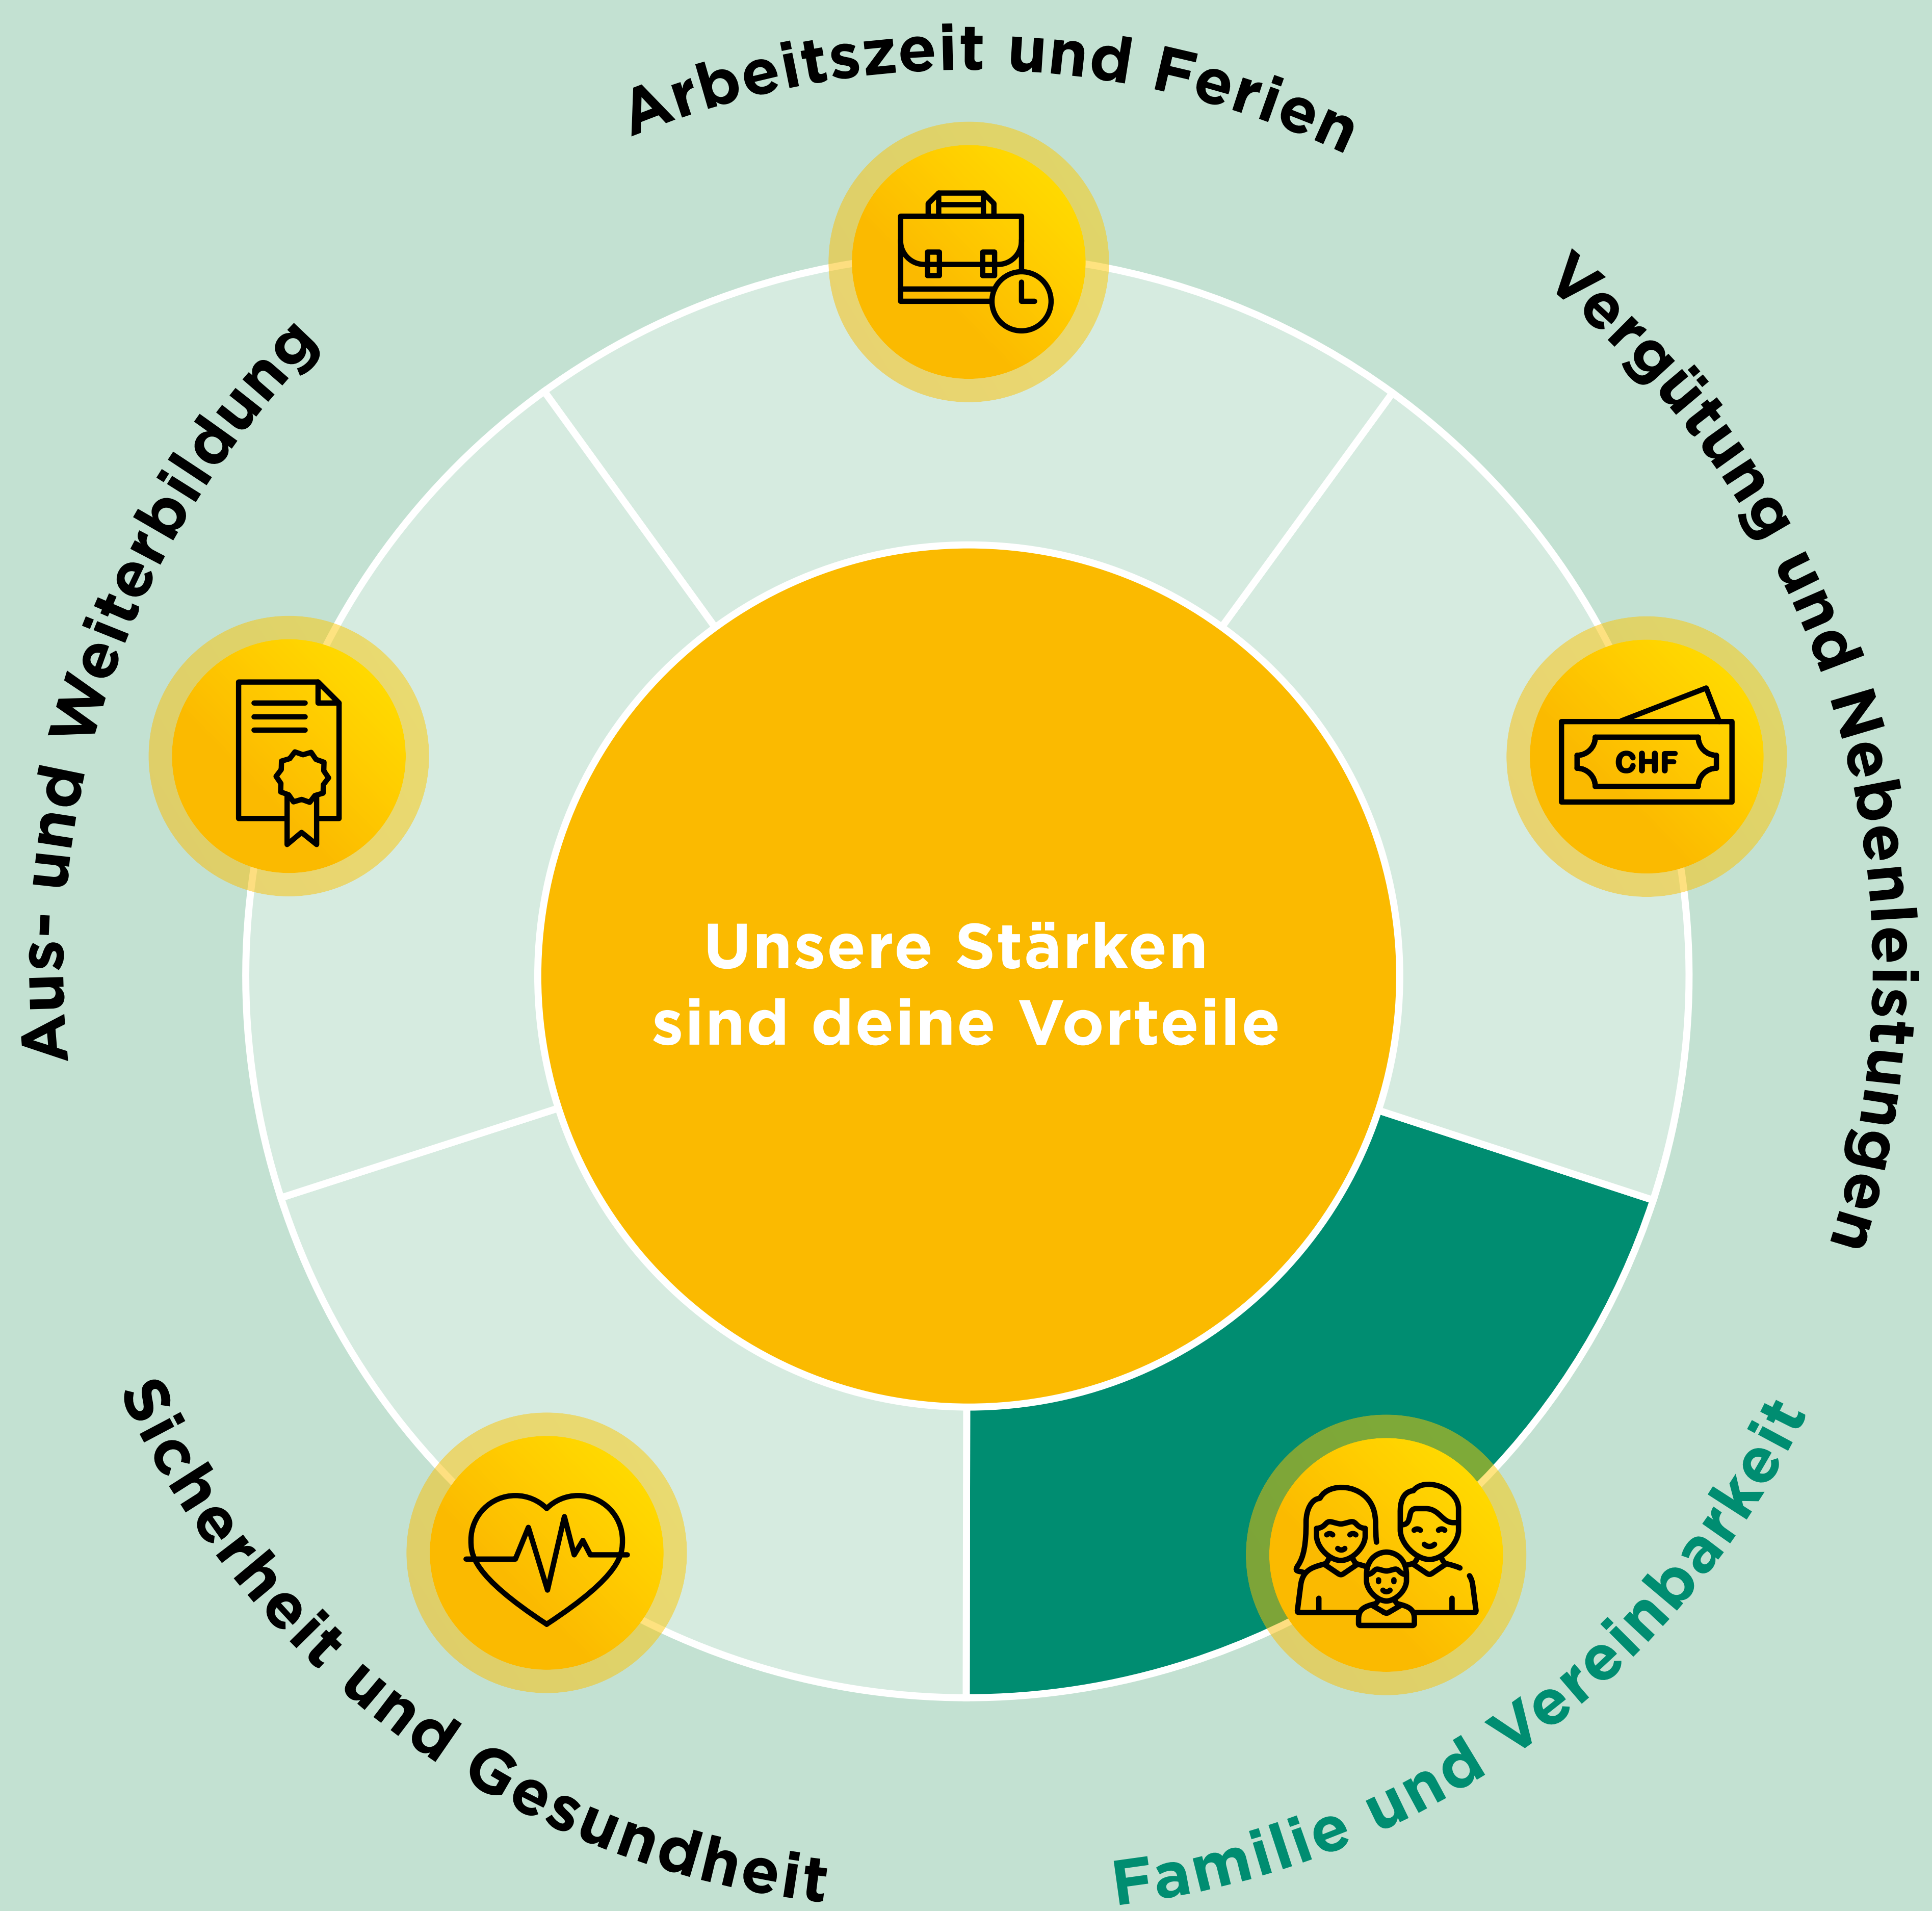 Arbeitszeit und Ferien
Vergütung und Nebenleistungen
CHF
Familie und Vereinbarkeit
Sicherheit und Gesundheit
Aus- und Weiterbildung
Unsere Stärken
sind deine Vorteile